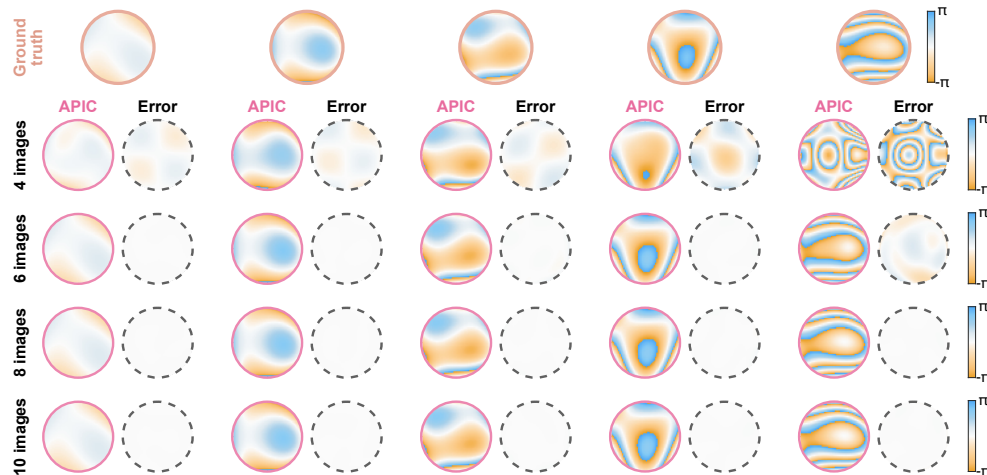 Ground
truth
π
-π
APIC Error APIC Error APIC Error APIC Error APIC Error
4 images
π
-π
6 images
π
-π
8 images
π
-π
10 images
π
-π